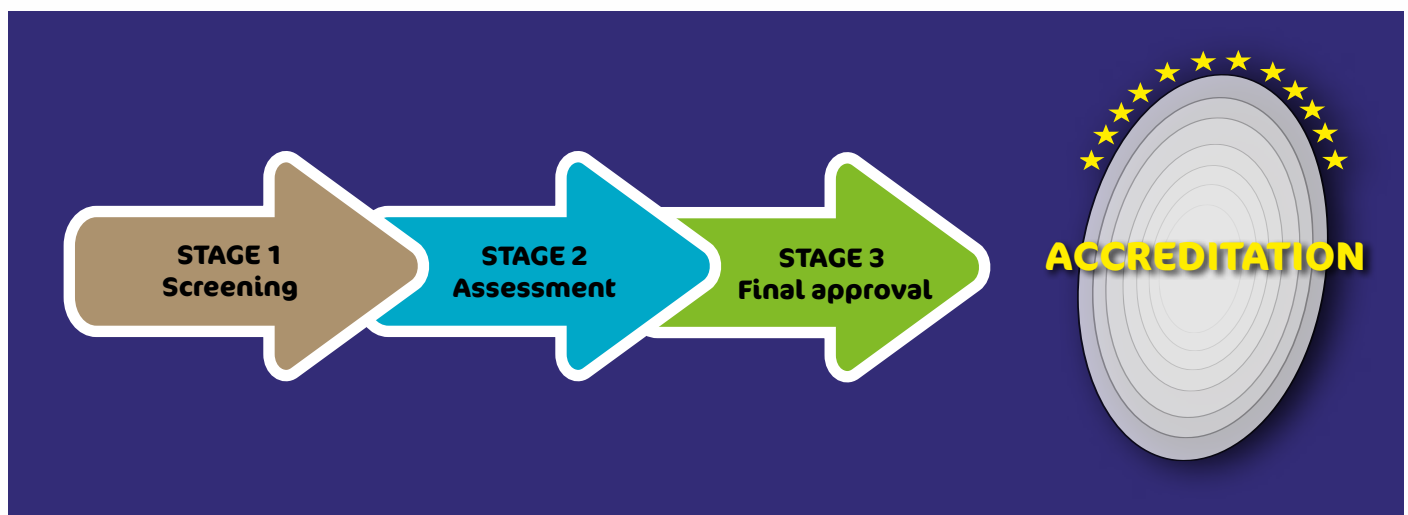 STAGE 1
Screening
STAGE 2
Assessment
STAGE 3
Final approval
ACCREDITATION